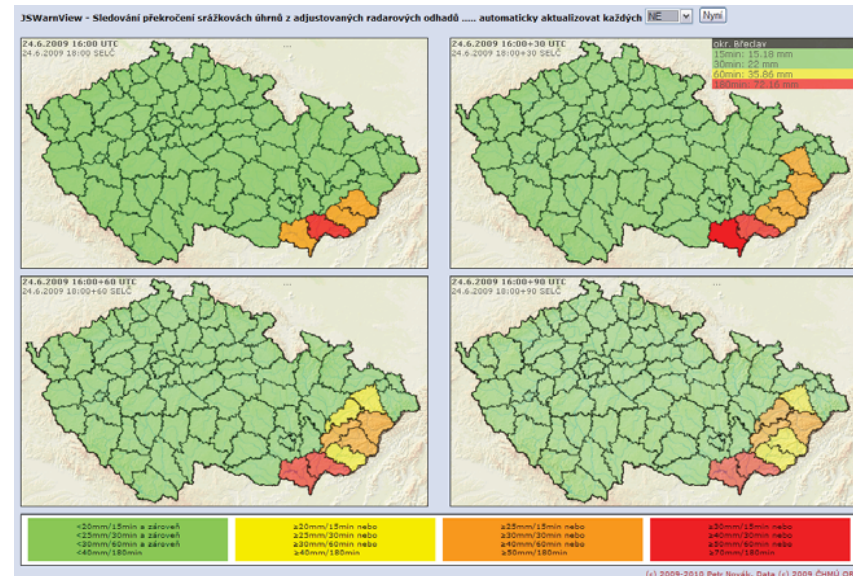 JSWarnView - Sledování překročení srážkových úhrnů z adjustovaných radarových odhadů ..... automaticky aktualizovat každých NE Nyní
24.6.2009 16:00 UTC
24.6.2009 18:00 SELČ
...
24.6.2009 16:00+30 UTC
24.6.2009 18:00+30 SELČ
okr. Břeclav
15min: 15.18 mm
30min: 22 mm
60min: 35.86 mm
180min: 72.16 mm
24.6.2009 16:00+60 UTC
24.6.2009 18:00+60 SELČ
...
24.6.2009 16:00+90 UTC
24.6.2009 18:00+90 SELČ
...
<20mm/15min a zároveň
<25mm/30min a zároveň
<30mm/60min a zároveň
<40mm/180min
≥20mm/15min nebo
≥25mm/30min nebo
≥30mm/60min nebo
≥40mm/180min
≥25mm/15min nebo
≥30mm/30min nebo
≥40mm/60min nebo
≥50mm/180min
≥30mm/15min nebo
≥40mm/30min nebo
≥50mm/60min nebo
≥70mm/180min
(c) 2009-2010 Petr Novák, Data (c) 2009 ČHMÚ OR